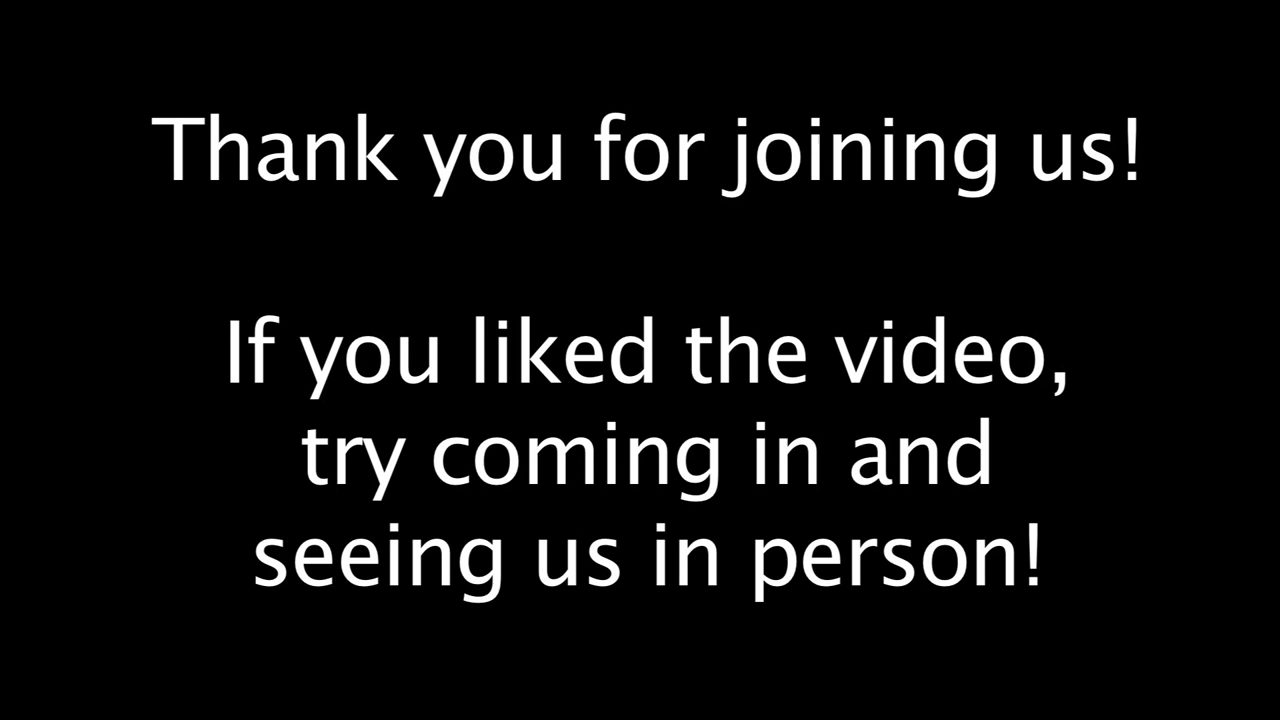 Thank you for joining us!
If you liked the video,
try coming in and
seeing us in person!